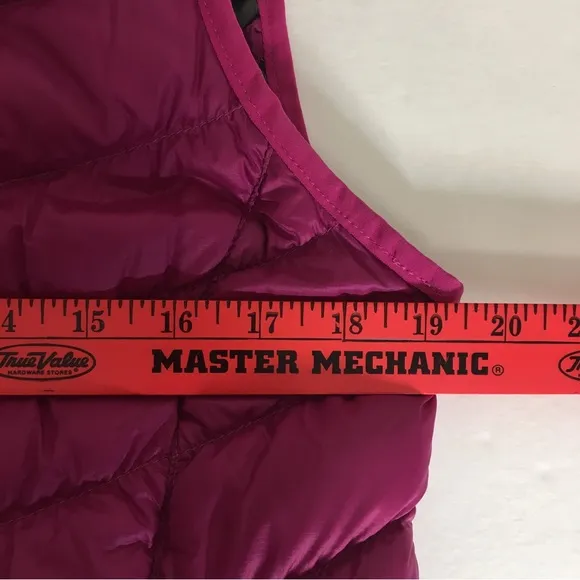 4 15 16 17 18 19 20 2
True Value MASTER MECHANIC® 
HARDWARE STORES